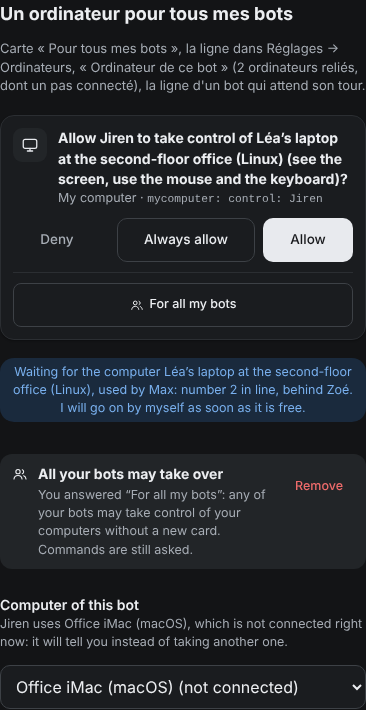 Un ordinateur pour tous mes bots
Carte « Pour tous mes bots », la ligne dans Réglages →
Ordinateurs, « Ordinateur de ce bot » (2 ordinateurs reliés,
dont un pas connecté), la ligne d'un bot qui attend son tour.
Allow Jiren to take control of Léa’s laptop
at the second-floor office (Linux) (see the
screen, use the mouse and the keyboard)?
My computer · mycomputer: control: Jiren
Deny
Always allow
Allow
For all my bots
Waiting for the computer Léa’s laptop at the second-floor
office (Linux), used by Max: number 2 in line, behind Zoé.
I will go on by myself as soon as it is free.
All your bots may take over
You answered “For all my bots”: any of
your bots may take control of your
computers without a new card.
Commands are still asked.
Remove
Computer of this bot
Jiren uses Office iMac (macOS), which is not connected right
now: it will tell you instead of taking another one.
Office iMac (macOS) (not connected)